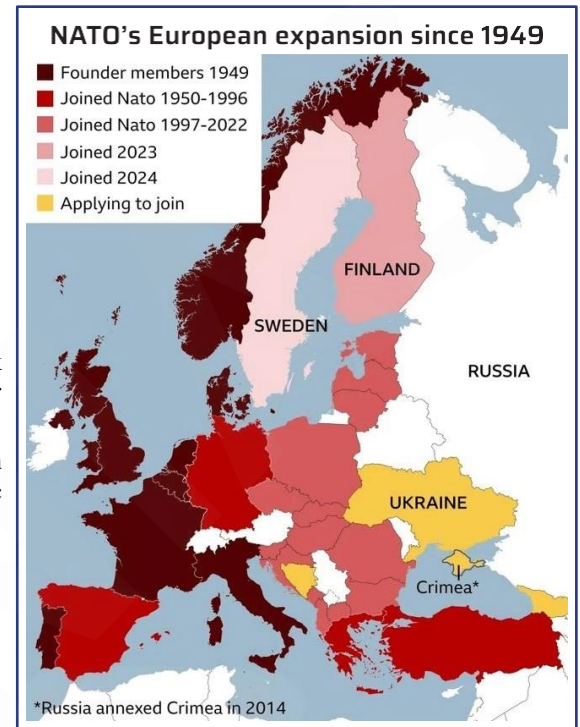 NATO's European expansion since 1949
Founder members 1949
Joined Nato 1950-1996
Joined Nato 1997-2022
Joined 2023
Joined 2024
Applying to join
FINLAND
SWEDEN
RUSSIA
UKRAINE
Crimea*
*Russia annexed Crimea in 2014